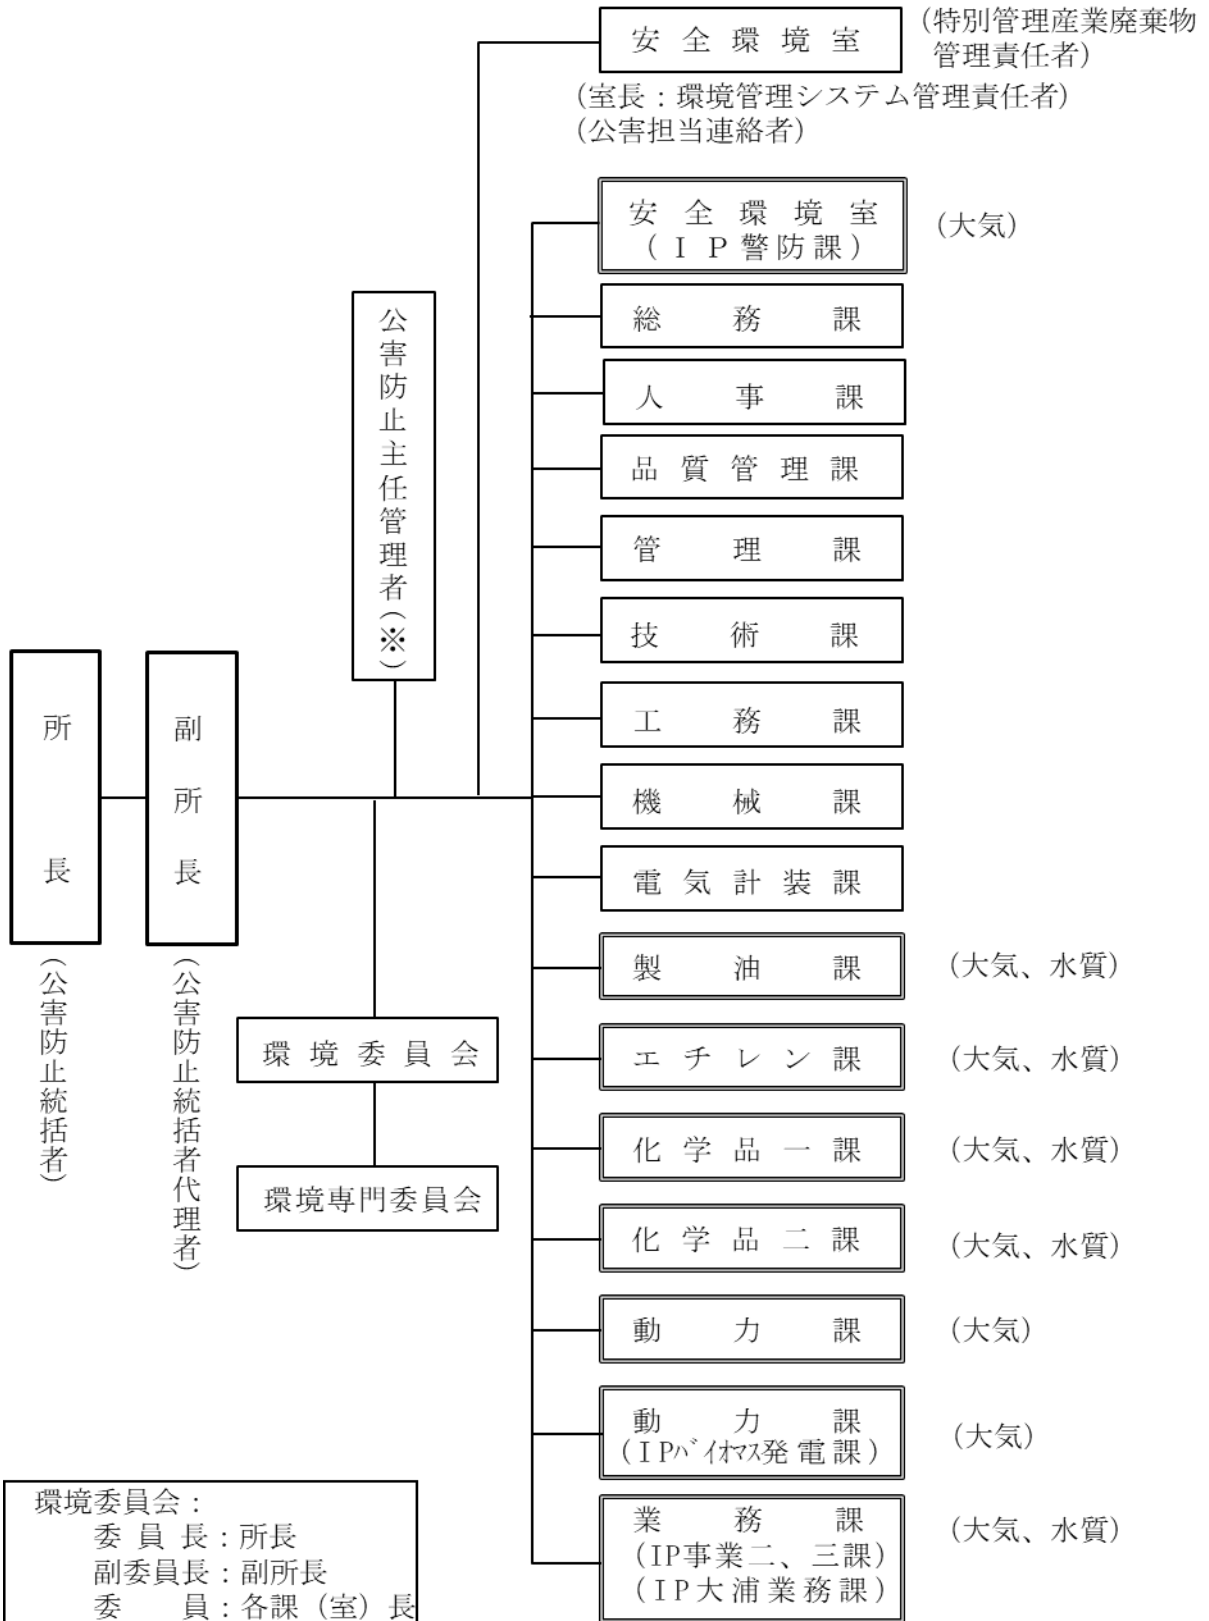 安全環境室
(特別管理産業廃棄物
管理責任者)
(室長：環境管理システム管理責任者)
(公害担当連絡者)
安全環境室
(ＩＰ警防課)
(大気)
総務課
人事課
品質管理課
管理課
技術課
工務課
機械課
電気計装課
製油課
(大気、水質)
エチレン課
(大気、水質)
化学品一課
(大気、水質)
化学品二課
(大気、水質)
動力課
(大気)
動力課
(ＩＰﾊﾞｲｵﾏｽ発電課)
(大気)
業務課
(IP事業二、三課)
(ＩＰ大浦業務課)
(大気、水質)
公害防止主任管理者(※)
所長
(公害防止統括者)
副所長
(公害防止統括者代理者)
環境委員会
環境専門委員会
環境委員会：
委員長：所長
副委員長：副所長
委員：各課（室）長